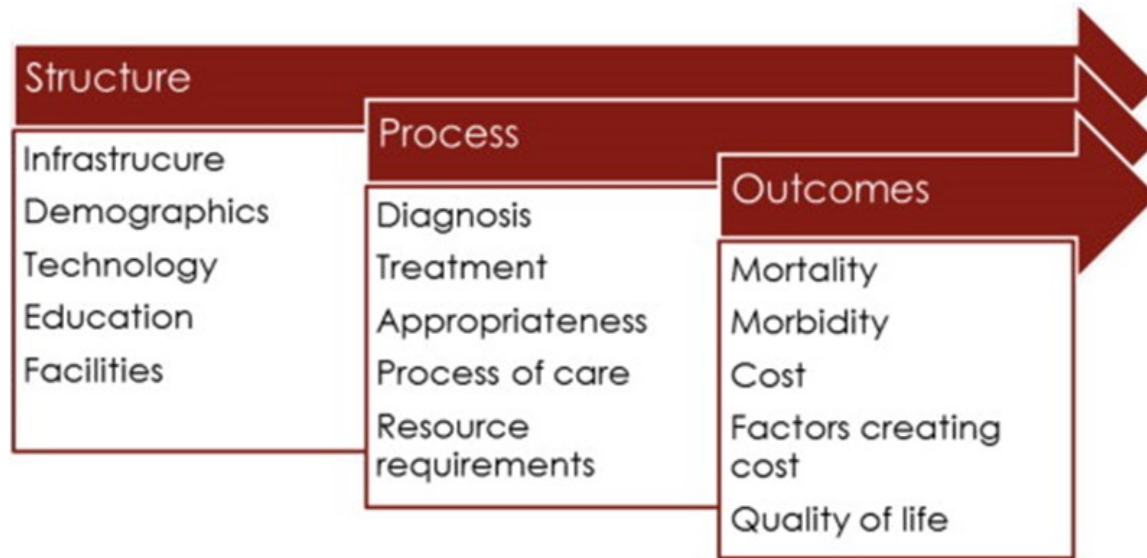 Structure
Infrastrucure
Demographics
Technology
Education
Facilities
Process
Diagnosis
Treatment
Appropriateness
Process of care
Resource
requirements
Outcomes
Mortality
Morbidity
Cost
Factors creating
cost
Quality of life